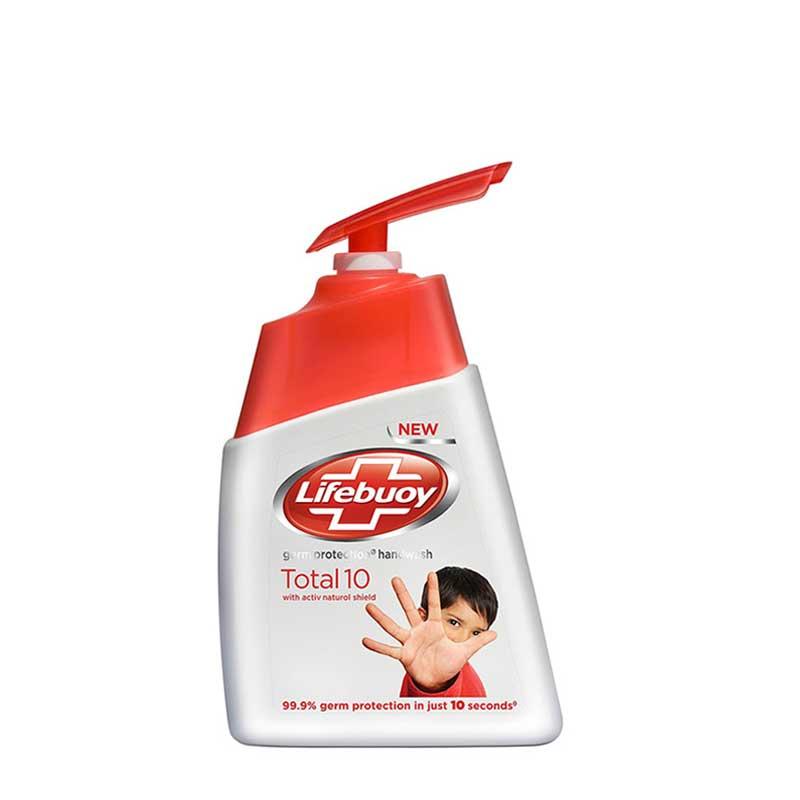 NEW
Lifebuoy
germ protection® handwash
Total 10
with activ naturol shield
99.9% germ protection in just 10 seconds⁠